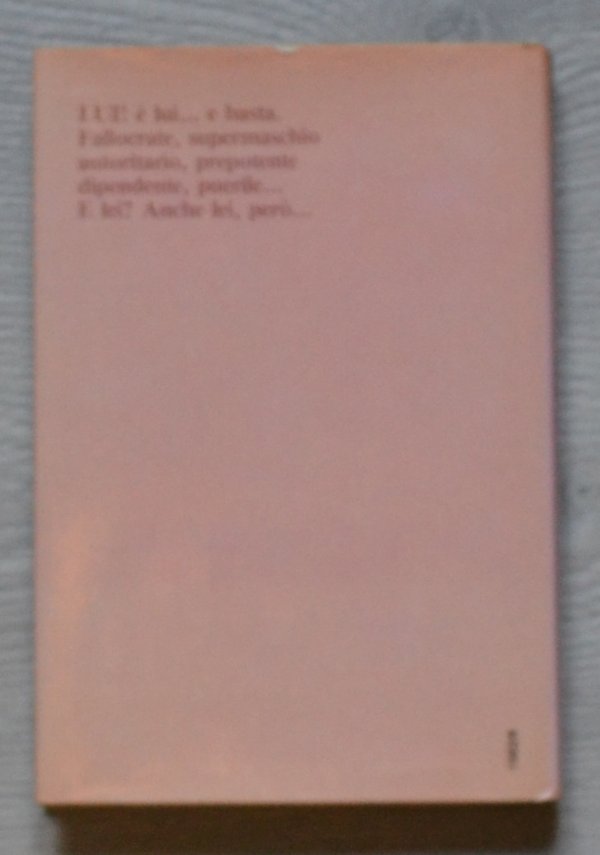 LUI è lui... e basta.
Fallocrate, supermaschio
autoritario, prepotente
dipendente, puerile...
E lei? Anche lei, però...